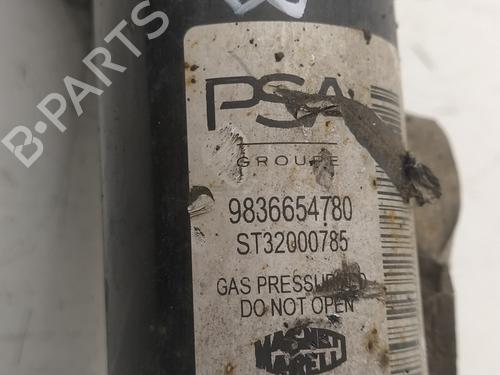 B-PARTS
PSA
GROUPE
9836654780
ST32000785
GAS PRESSURIZED
DO NOT OPEN
MAGNETI
MARELLI